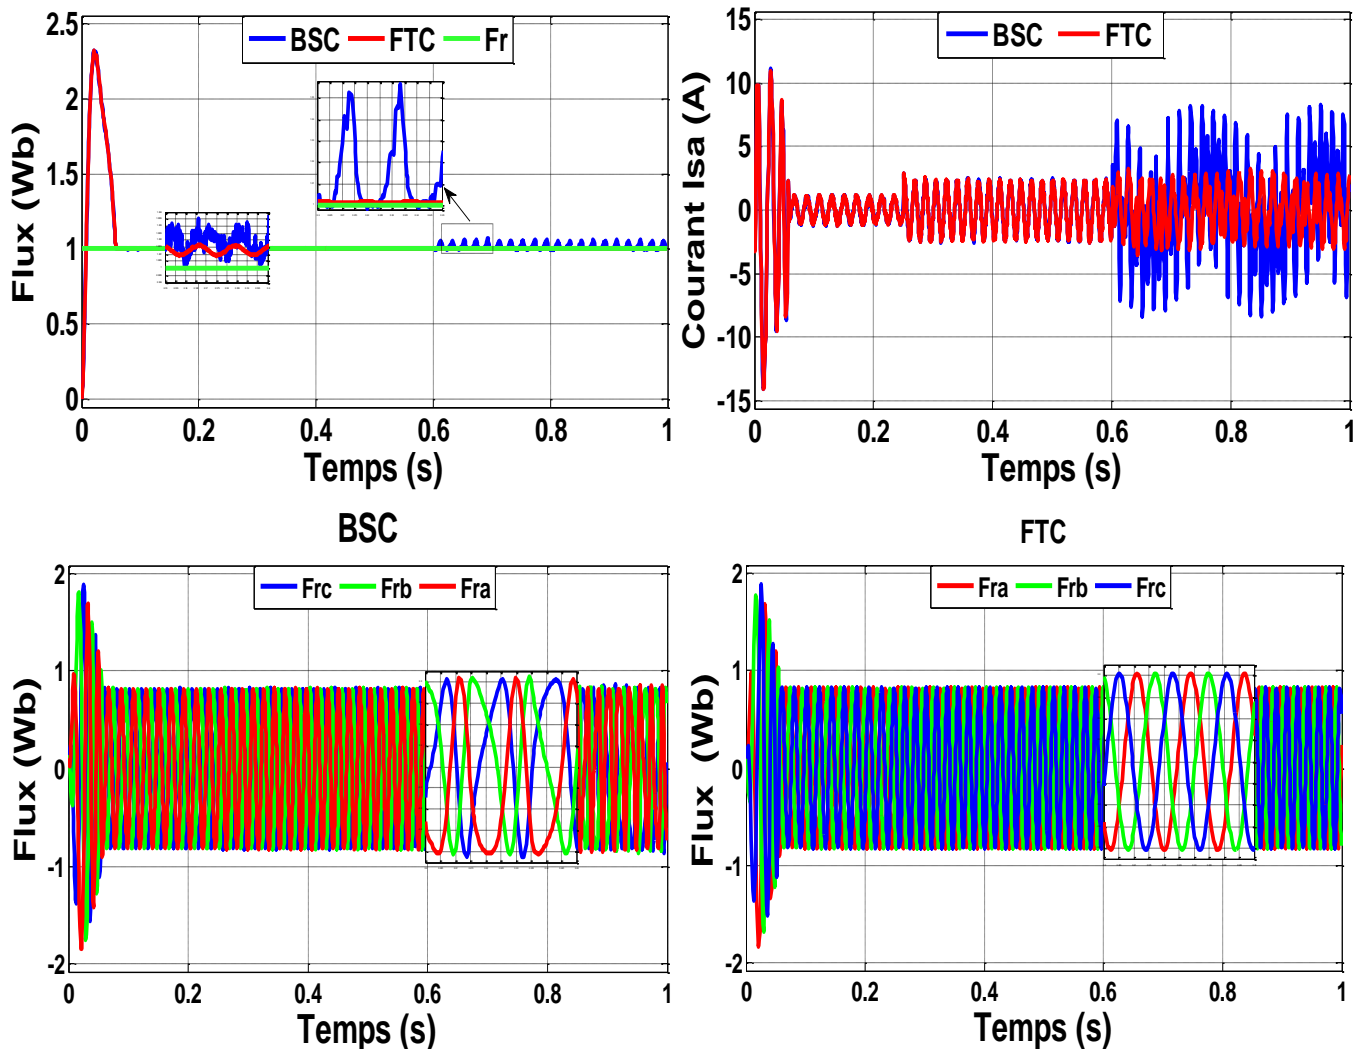 BSC FTC Fr
2.5
2
1.5
1
0.5
0
Flux (Wb)
0 0.2 0.4 0.6 0.8 1
Temps (s)
BSC FTC
15
10
5
0
-5
-10
-15
Courant Isa (A)
0 0.2 0.4 0.6 0.8 1
Temps (s)
BSC
Frc Frb Fra
2
1
0
-1
-2
Flux (Wb)
0 0.2 0.4 0.6 0.8 1
Temps (s)
FTC
Fra Frb Frc
2
1
0
-1
-2
Flux (Wb)
0 0.2 0.4 0.6 0.8 1
Temps (s)